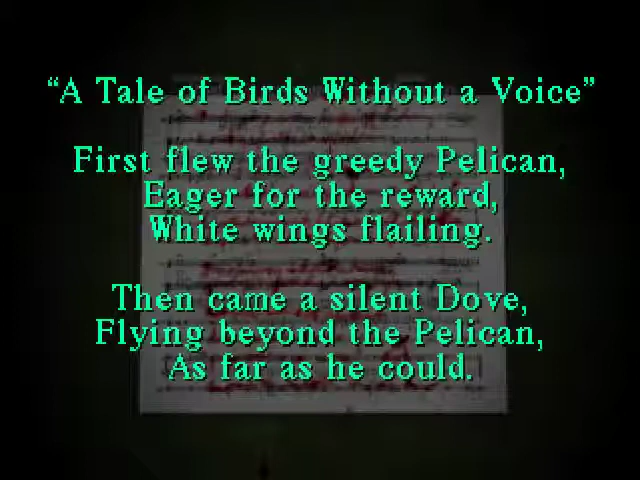 “A Tale of Birds Without a Voice”
First flew the greedy Pelican,
Eager for the reward,
White wings flailing.
Then came a silent Dove,
Flying beyond the Pelican,
As far as he could.